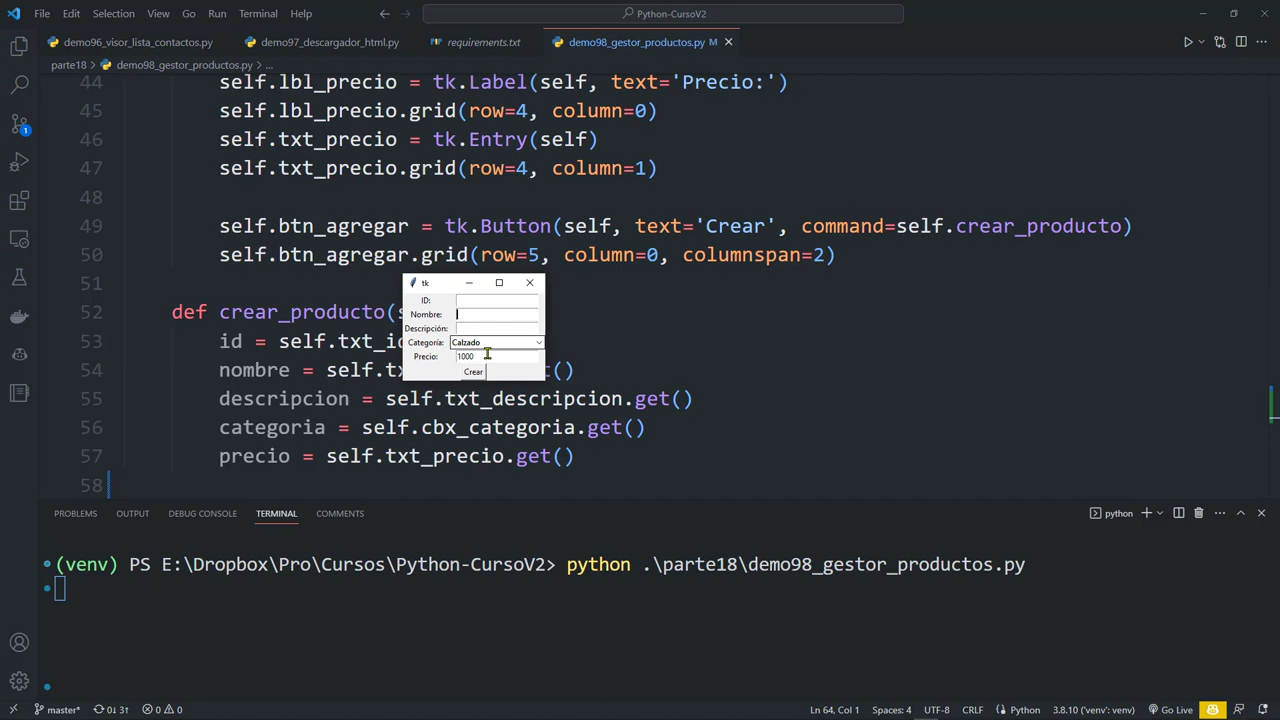 File Edit Selection View Go Run Terminal Help
Python-CursoV2
demo96_visor_lista_contactos.py demo97_descargador_html.py requirements.txt demo98_gestor_productos.py M
parte18 > demo98_gestor_productos.py > ...
44 self.lbl_precio = tk.Label(self, text='Precio:')
45 self.lbl_precio.grid(row=4, column=0)
46 self.txt_precio = tk.Entry(self)
47 self.txt_precio.grid(row=4, column=1)
48
49 self.btn_agregar = tk.Button(self, text='Crear', command=self.crear_producto)
50 self.btn_agregar.grid(row=5, column=0, columnspan=2)
51
tk
ID:
Nombre:
Descripción:
Categoría: Calzado
Precio: 1000
Crear
52 def crear_producto(
53 id = self.txt_i
54 nombre = self.tx t()
55 descripcion = self.txt_descripcion.get()
56 categoria = self.cbx_categoria.get()
57 precio = self.txt_precio.get()
58
PROBLEMS OUTPUT DEBUG CONSOLE TERMINAL COMMENTS
python
(venv) PS E:\Dropbox\Pro\Cursos\Python-CursoV2> python .\parte18\demo98_gestor_productos.py
1
master* 0↓ 3↑ 0 0
Ln 64, Col 1 Spaces: 4 UTF-8 CRLF Python 3.8.10 ('venv': venv) Go Live